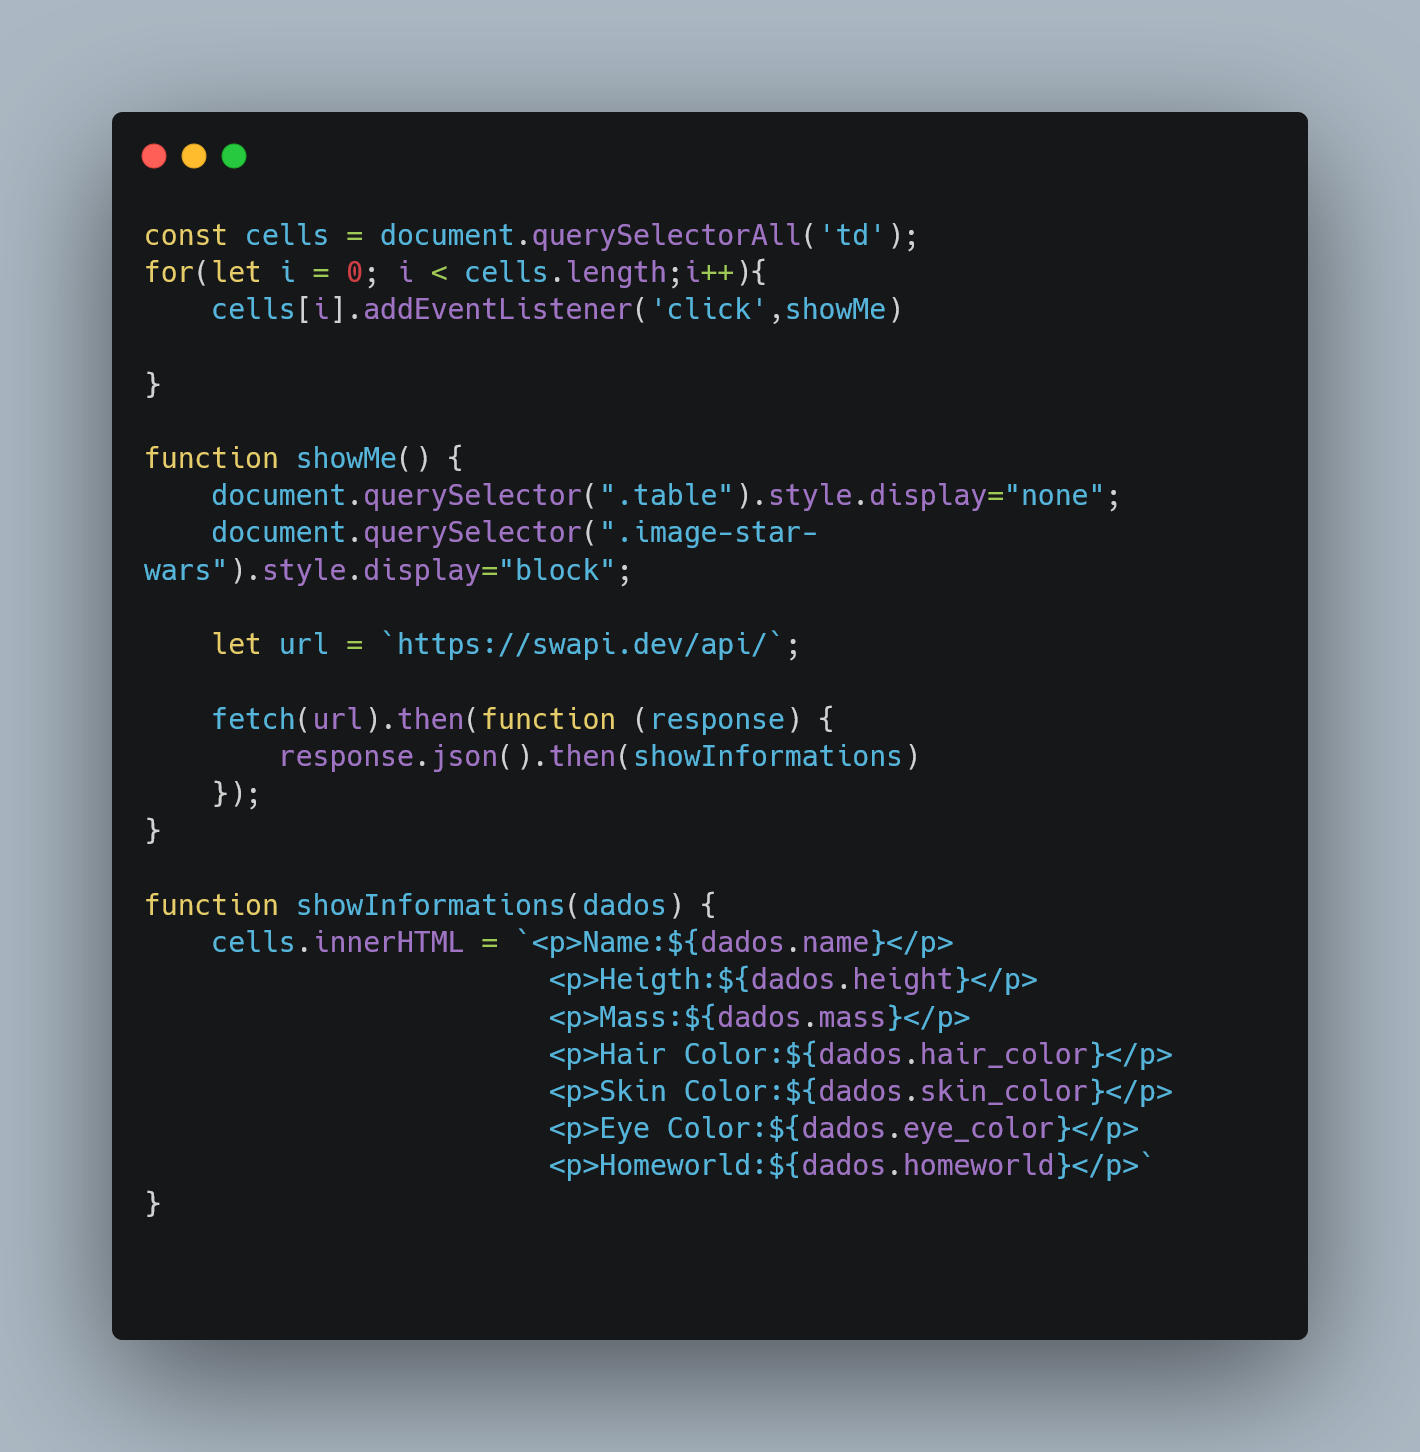 const cells = document.querySelectorAll('td');
for(let i = 0; i < cells.length;i++){
    cells[i].addEventListener('click',showMe)

}

function showMe() {
    document.querySelector(".table").style.display="none";
    document.querySelector(".image-star-
wars").style.display="block";

    let url = `https://swapi.dev/api/`;

    fetch(url).then(function (response) {
        response.json().then(showInformations)
    });
}

function showInformations(dados) {
    cells.innerHTML = `<p>Name:${dados.name}</p>
                        <p>Heigth:${dados.height}</p>
                        <p>Mass:${dados.mass}</p>
                        <p>Hair Color:${dados.hair_color}</p>
                        <p>Skin Color:${dados.skin_color}</p>
                        <p>Eye Color:${dados.eye_color}</p>
                        <p>Homeworld:${dados.homeworld}</p>`
}